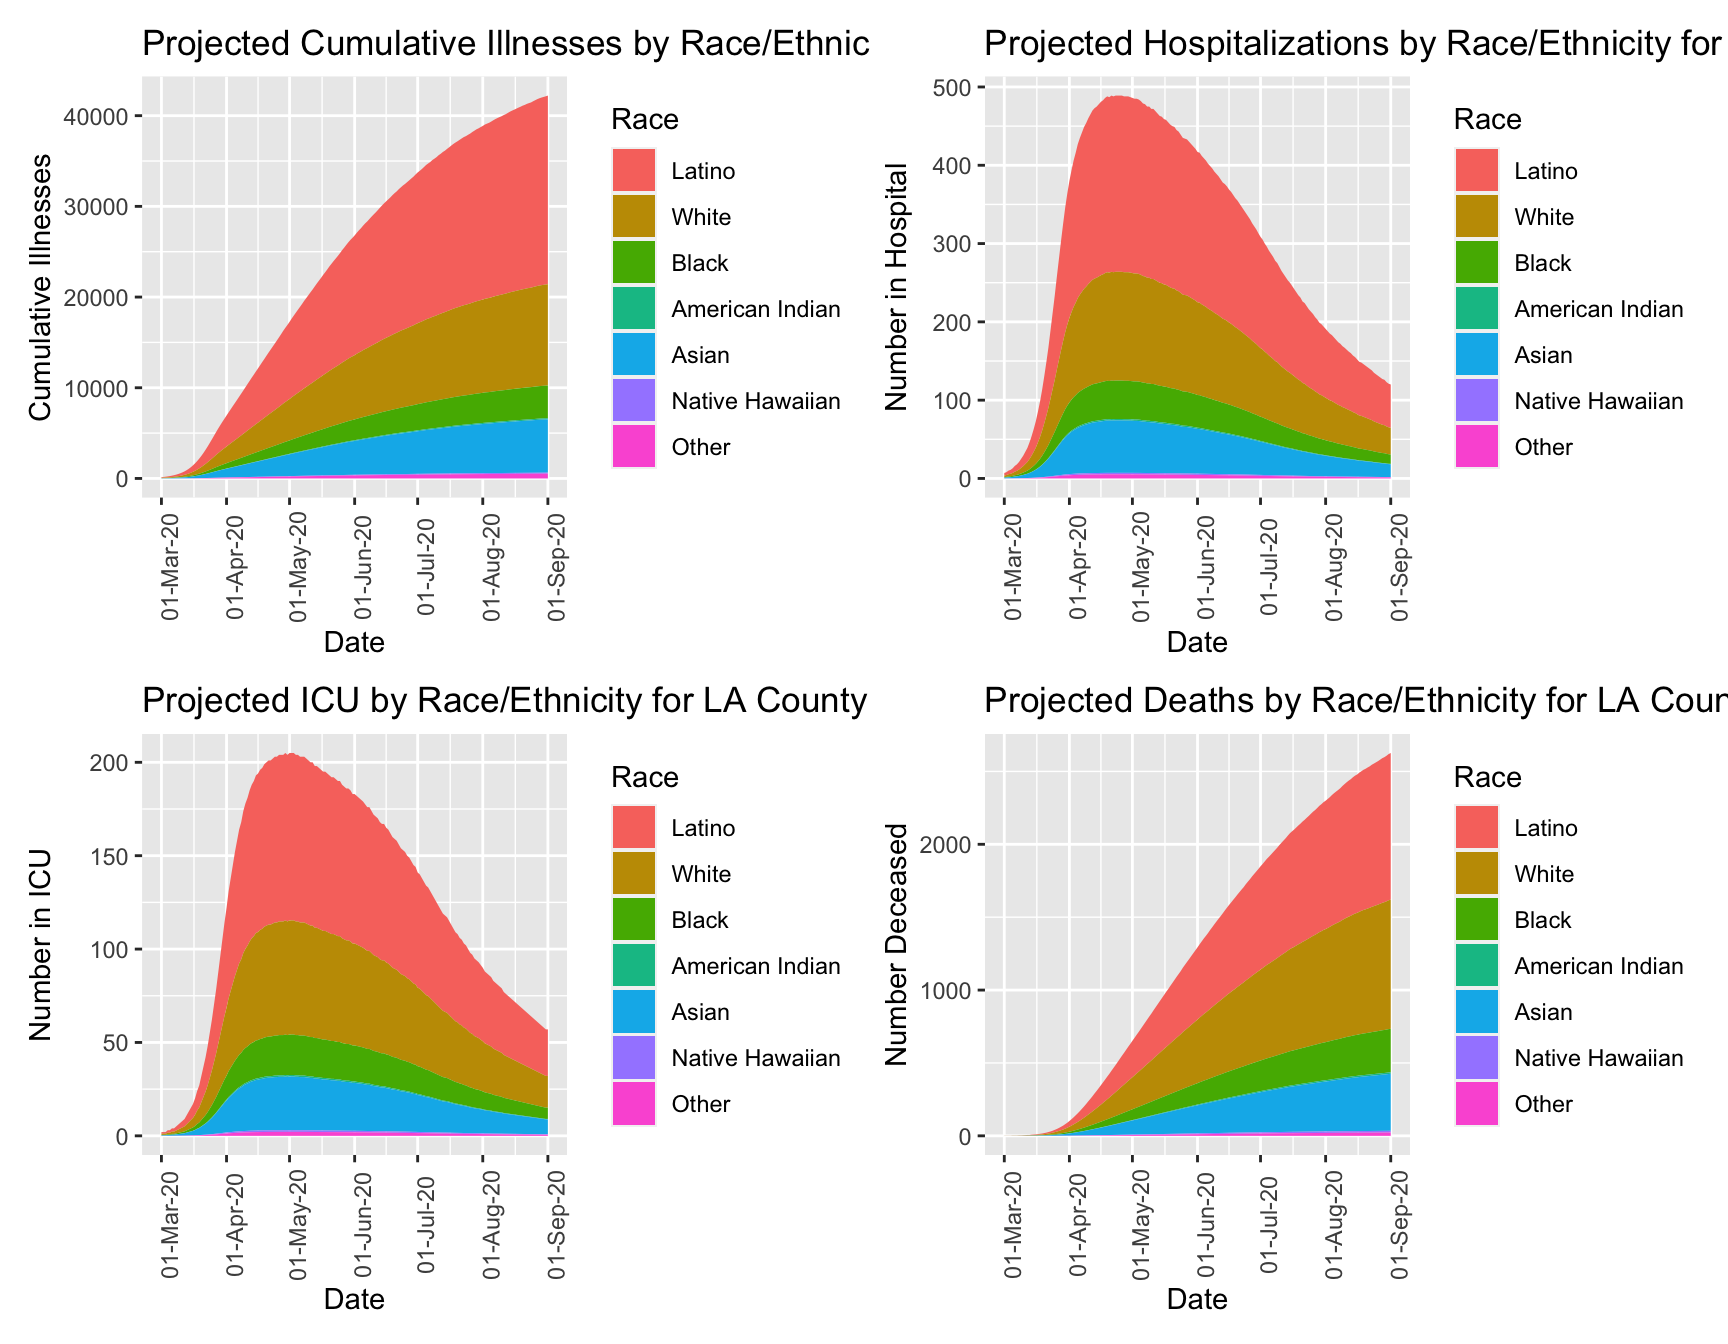 Projected Cumulative Illnesses by Race/Ethnic
Cumulative Illnesses
40000
30000
20000
10000
0
01-Mar-20
01-Apr-20
01-May-20
01-Jun-20
01-Jul-20
01-Aug-20
01-Sep-20
Date
Race
Latino
White
Black
American Indian
Asian
Native Hawaiian
Other
Projected Hospitalizations by Race/Ethnicity for
Number in Hospital
500
400
300
200
100
0
01-Mar-20
01-Apr-20
01-May-20
01-Jun-20
01-Jul-20
01-Aug-20
01-Sep-20
Date
Race
Latino
White
Black
American Indian
Asian
Native Hawaiian
Other
Projected ICU by Race/Ethnicity for LA County
Number in ICU
200
150
100
50
0
01-Mar-20
01-Apr-20
01-May-20
01-Jun-20
01-Jul-20
01-Aug-20
01-Sep-20
Date
Race
Latino
White
Black
American Indian
Asian
Native Hawaiian
Other
Projected Deaths by Race/Ethnicity for LA Coun
Number Deceased
2000
1000
0
01-Mar-20
01-Apr-20
01-May-20
01-Jun-20
01-Jul-20
01-Aug-20
01-Sep-20
Date
Race
Latino
White
Black
American Indian
Asian
Native Hawaiian
Other